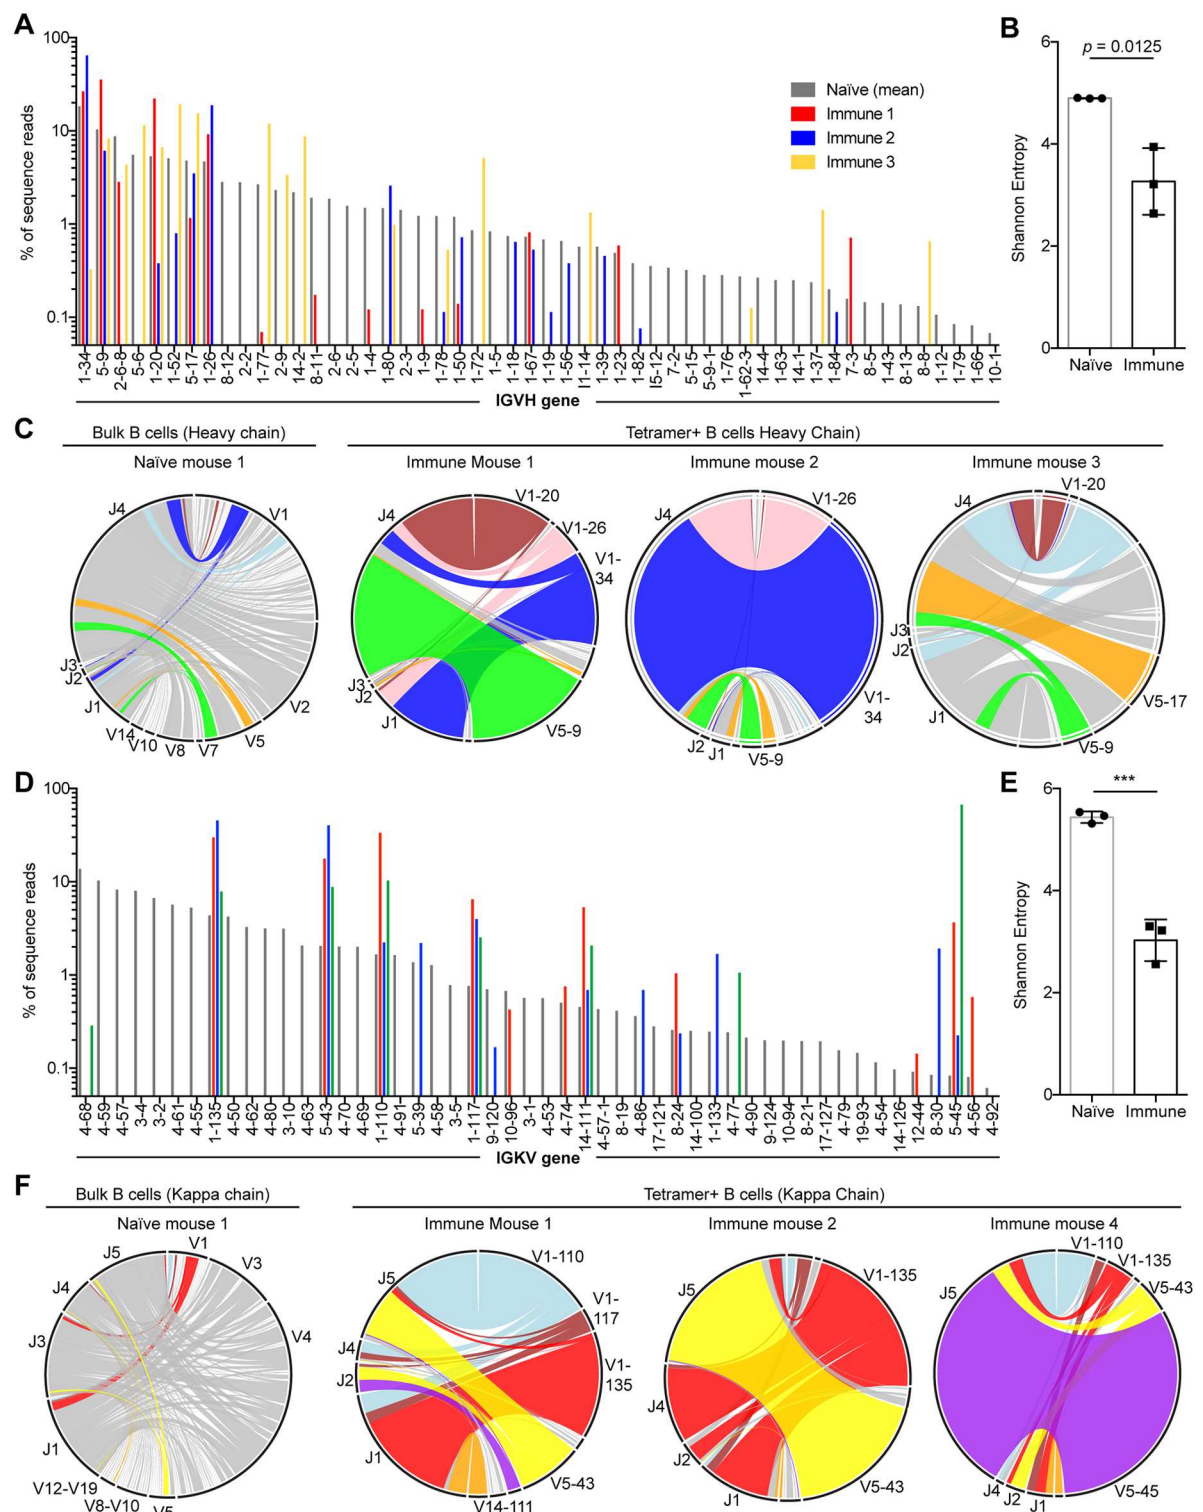 A
100
10
1
0.1
% of sequence reads
Naïve (mean)
Immune 1
Immune 2
Immune 3
1-34
5-9
2-6-8
5-6
1-20
1-52
5-17
1-26
8-12
2-2
1-77
2-9
14-2
8-11
2-6
2-5
1-4
1-80
2-3
1-9
1-78
1-50
1-72
1-5
1-18
1-67
1-19
1-56
I1-14
1-39
1-23
1-82
I5-12
7-2
5-15
5-9-1
1-76
1-62-3
14-4
1-63
14-1
1-37
1-84
7-3
8-5
1-43
8-13
8-8
1-12
1-79
1-66
10-1
IGVH gene
B
p = 0.0125
6
4
2
0
Shannon Entropy
Naïve
Immune
C
Bulk B cells (Heavy chain)
Tetramer+ B cells Heavy Chain)
Naïve mouse 1
Immune Mouse 1
Immune mouse 2
Immune mouse 3
J4
V1
J3
J2
J1
V14
V10
V8
V7
V5
V2
J4
V1-20
V1-26
V1-
34
J3
J2
J1
V5-9
J4
V1-26
V1-
34
J2
J1
V5-9
J4
V1-20
J3
J2
J1
V5-17
V5-9
D
100
10
1
0.1
% of sequence reads
4-68
4-59
4-57
3-4
3-2
4-61
4-55
1-135
4-50
4-62
4-80
3-10
4-63
5-43
4-70
4-69
1-110
4-91
5-39
4-58
3-5
1-117
9-120
10-96
3-1
4-53
4-74
14-111
4-57-1
8-19
4-86
17-121
8-24
14-100
1-133
4-77
4-90
9-124
10-94
8-21
17-127
4-79
19-93
4-54
14-126
12-44
8-30
5-45
4-56
4-92
IGKV gene
E
***
6
4
2
0
Shannon Entropy
Naïve
Immune
F
Bulk B cells (Kappa chain)
Tetramer+ B cells (Kappa Chain)
Naïve mouse 1
Immune Mouse 1
Immune mouse 2
Immune mouse 4
J5
V1
V3
J4
J3
V4
J1
V12-V19
V8-V10
V5
J5
V1-110
V1-
117
J4
J2
V1-
135
J1
V5-43
V14-111
J5
V1-135
J4
J2
J1
V5-43
V1-110
V1-135
V5-43
J5
J4
J2
J1
V5-45